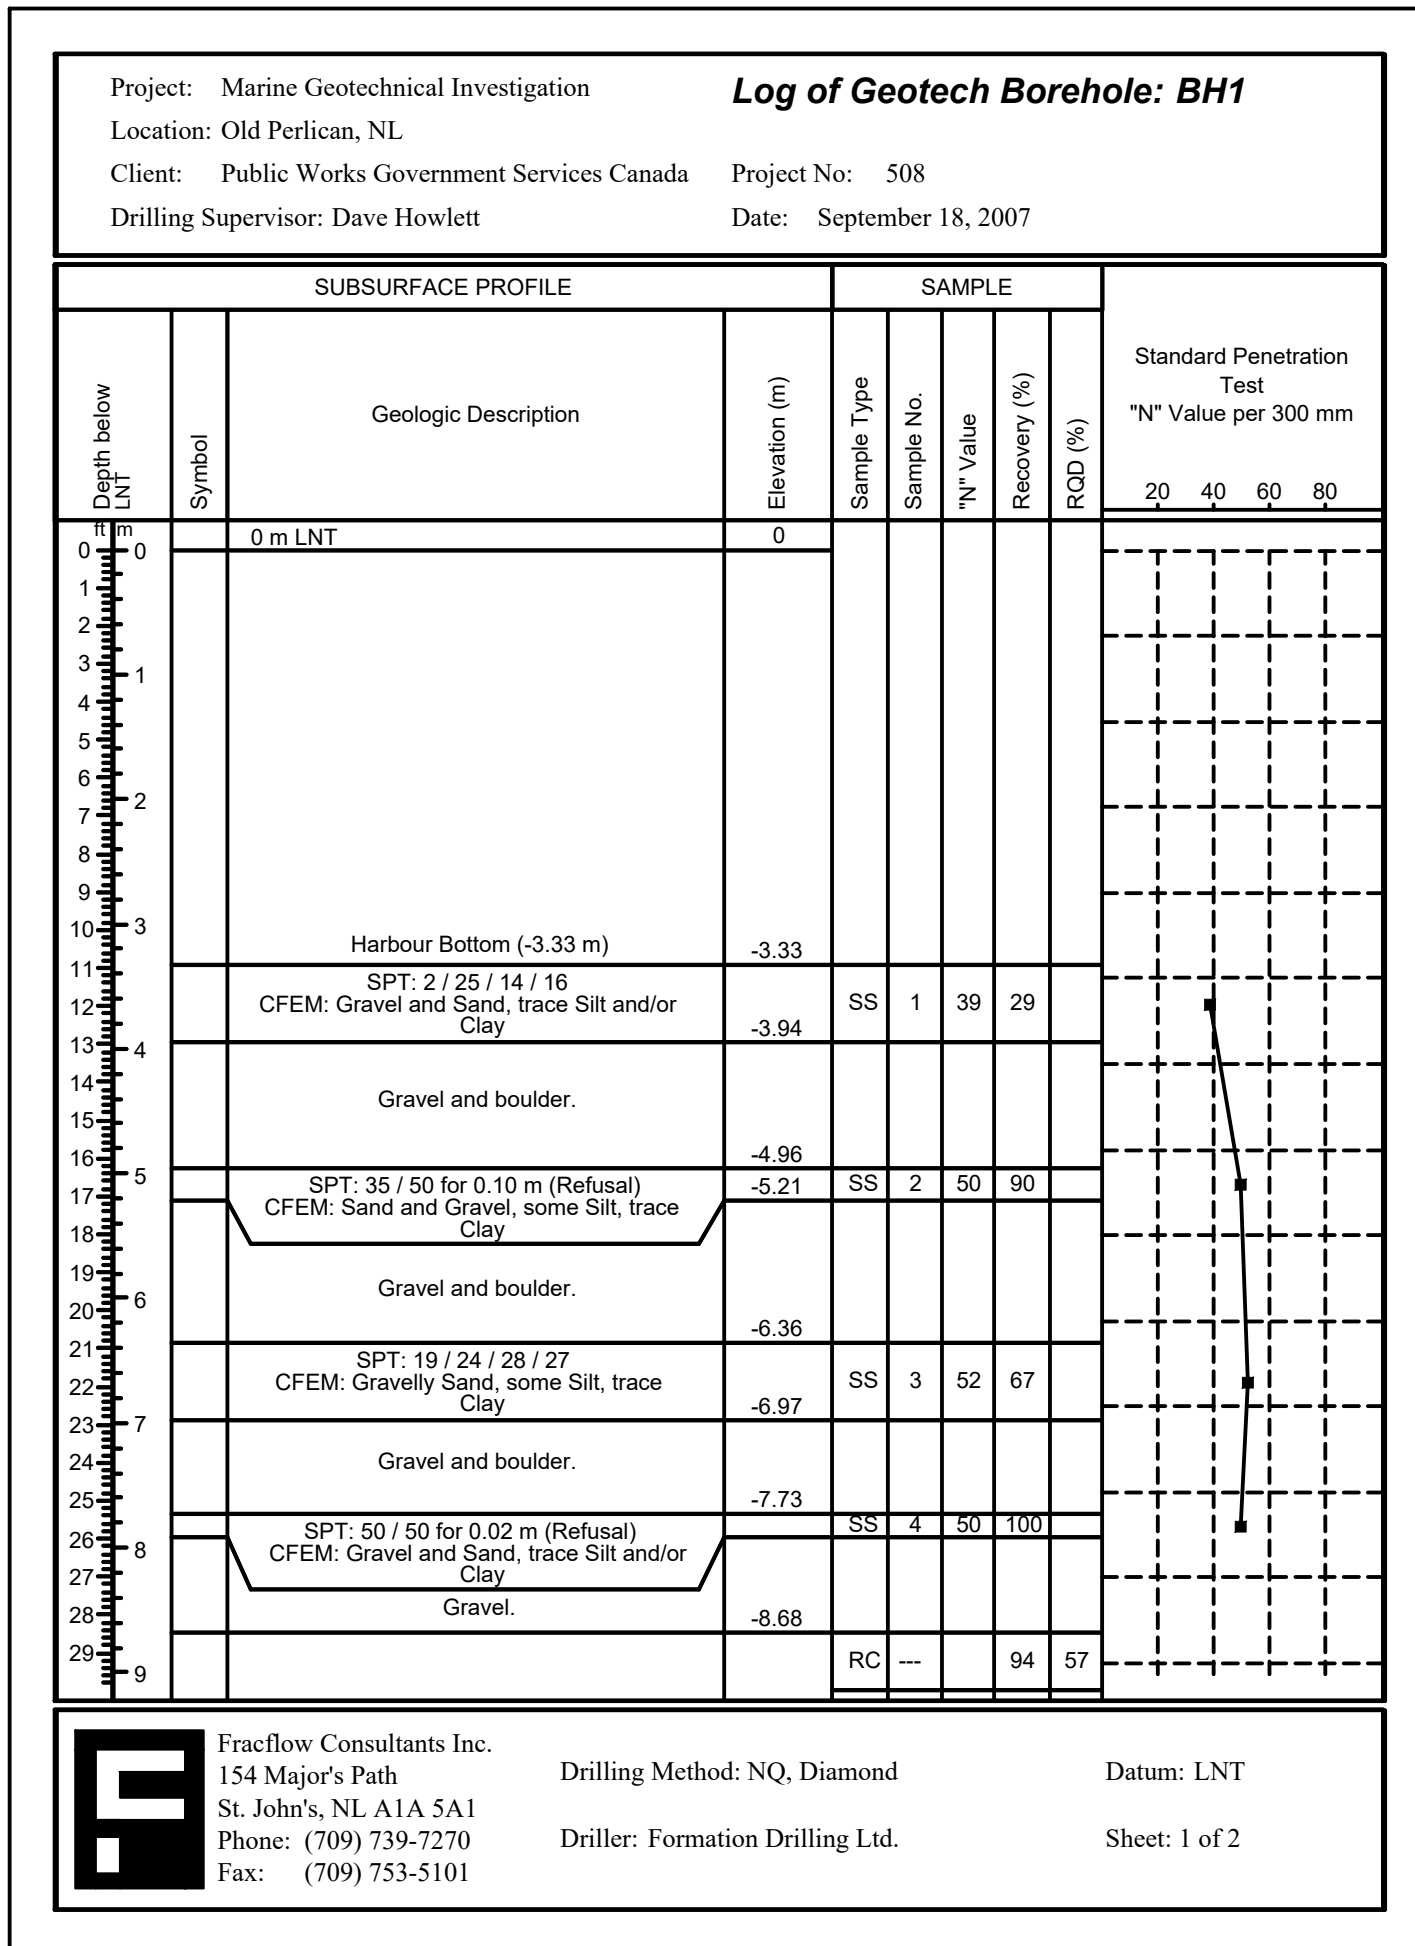 Project: Marine Geotechnical Investigation
Log of Geotech Borehole: BH1
Location: Old Perlican, NL
Client: Public Works Government Services Canada
Project No: 508
Drilling Supervisor: Dave Howlett
Date: September 18, 2007
SUBSURFACE PROFILE
SAMPLE
Depth below
LNT
Symbol
Geologic Description
Elevation (m)
Sample Type
Sample No.
"N" Value
Recovery (%)
RQD (%)
Standard Penetration
Test
"N" Value per 300 mm
20 40 60 80
ft m
0 m LNT 0
0 0
1
2
3
1
4
5
6
2
7
8
9
3
10
Harbour Bottom (-3.33 m) -3.33
11
SPT: 2 / 25 / 14 / 16
CFEM: Gravel and Sand, trace Silt and/or
Clay
-3.94
SS 1 39 29
12
13
4
14
Gravel and boulder.
15
-4.96
16
5
SPT: 35 / 50 for 0.10 m (Refusal)
CFEM: Sand and Gravel, some Silt, trace
Clay
-5.21
SS 2 50 90
17
18
19
Gravel and boulder.
6
20
-6.36
21
SPT: 19 / 24 / 28 / 27
CFEM: Gravelly Sand, some Silt, trace
Clay
-6.97
SS 3 52 67
22
23
7
24
Gravel and boulder.
25
-7.73
SPT: 50 / 50 for 0.02 m (Refusal)
CFEM: Gravel and Sand, trace Silt and/or
Clay
SS 4 50 100
26
8
27
Gravel.
28
-8.68
29
RC --- 94 57
9
Fracflow Consultants Inc.
154 Major's Path
St. John's, NL A1A 5A1
Phone: (709) 739-7270
Fax: (709) 753-5101
Drilling Method: NQ, Diamond
Driller: Formation Drilling Ltd.
Datum: LNT
Sheet: 1 of 2